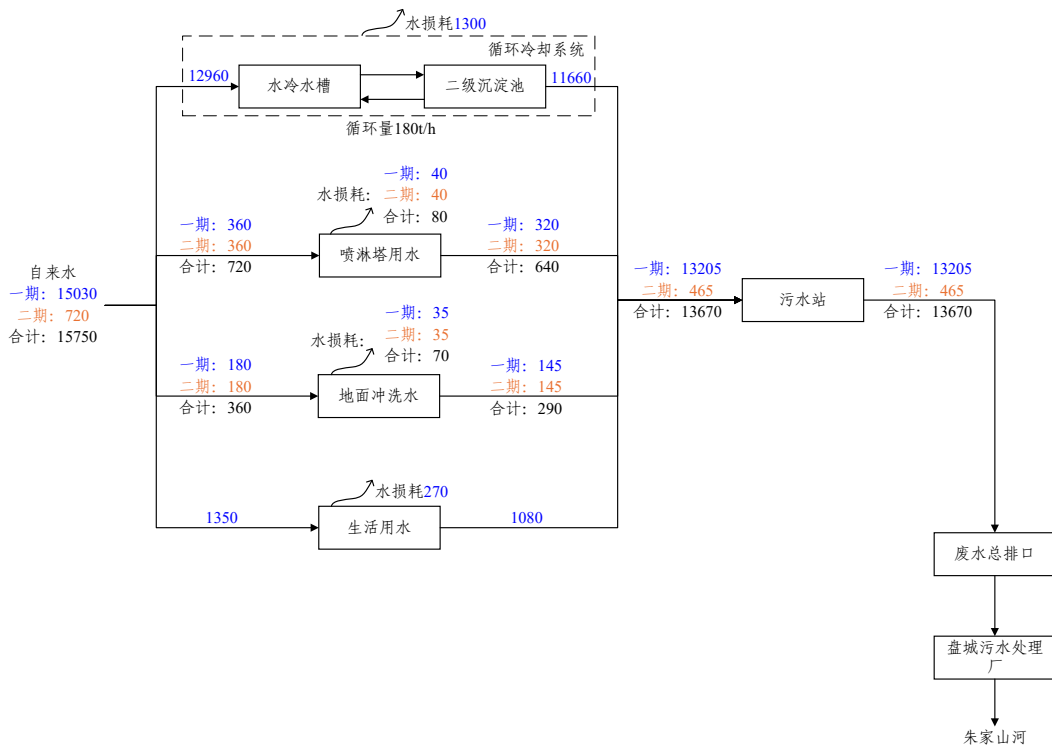 水损耗1300
循环冷却系统
12960
水冷水槽
二级沉淀池
11660
循环量180t/h
一期：40
水损耗：
二期：40
合计：80
一期：360
二期：360
合计：720
喷淋塔用水
一期：320
二期：320
合计：640
自来水
一期：15030
二期：720
合计：15750
一期：13205
二期：465
合计：13670
污水站
一期：13205
二期：465
合计：13670
一期：35
水损耗：
二期：35
合计：70
一期：180
二期：180
合计：360
地面冲洗水
一期：145
二期：145
合计：290
水损耗270
1350
生活用水
1080
废水总排口
盘城污水处理
厂
朱家山河